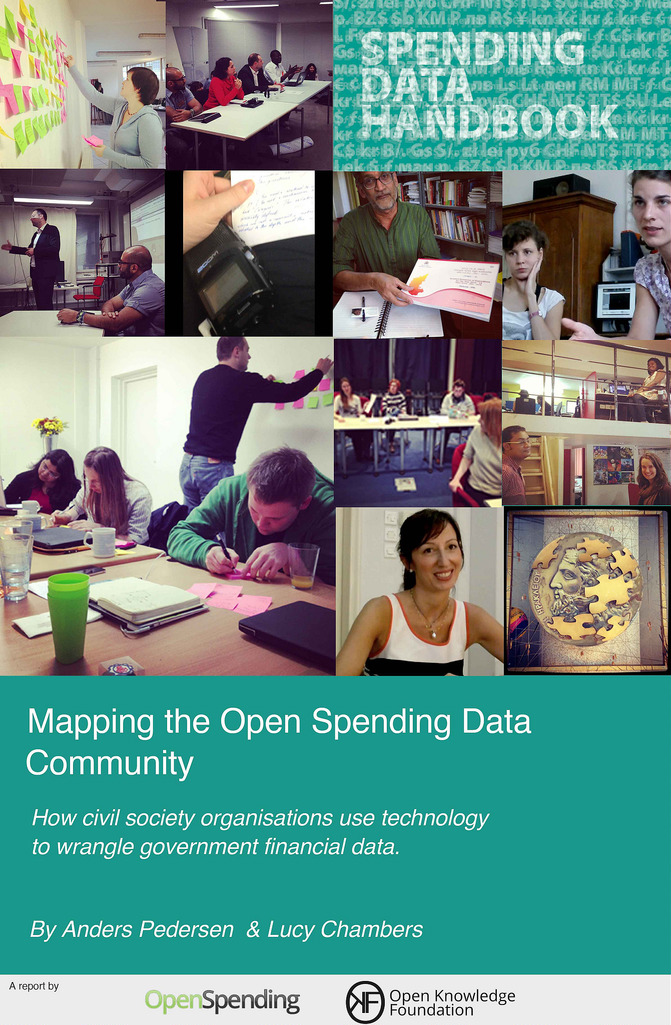 SPENDING
DATA
HANDBOOK
Mapping the Open Spending Data
Community
How civil society organisations use technology
to wrangle government financial data.
By Anders Pedersen & Lucy Chambers
A report by
OpenSpending
Open Knowledge
Foundation